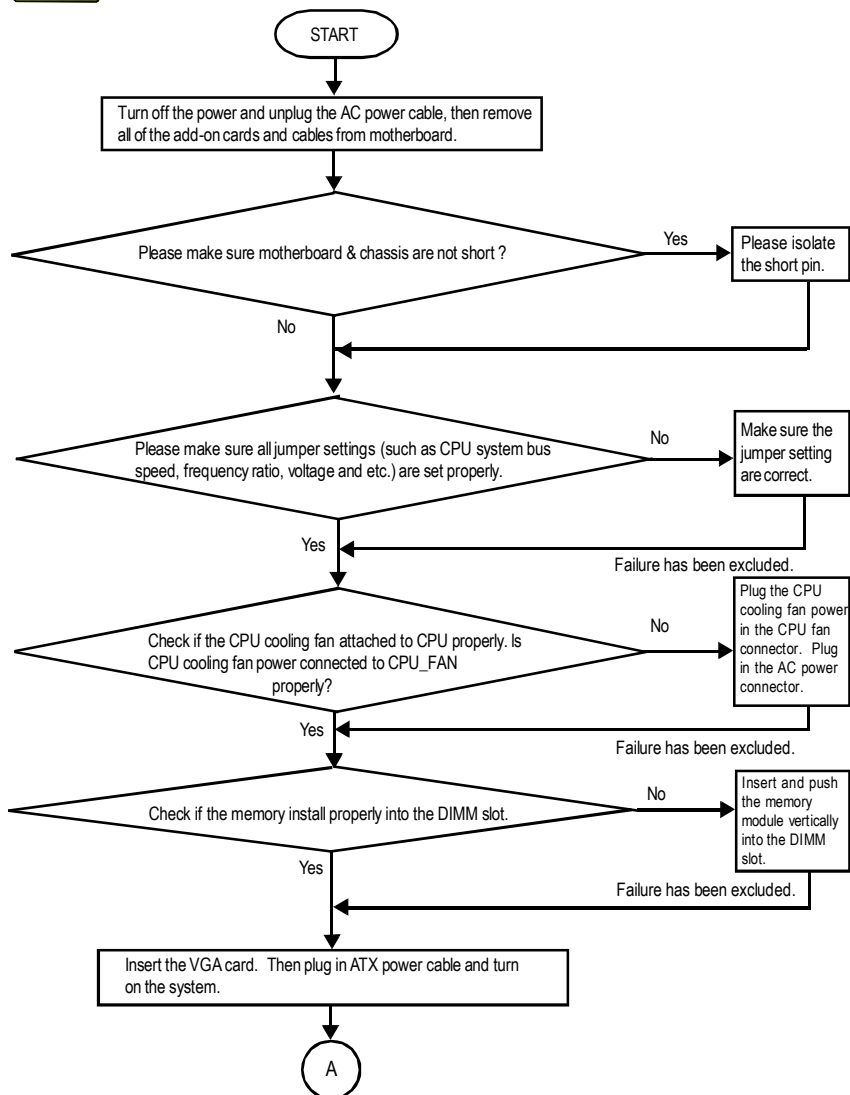 START
Turn off the power and unplug the AC power cable, then remove
all of the add-on cards and cables from motherboard.
Please make sure motherboard & chassis are not short ?
Yes
Please isolate
the short pin.
No
Please make sure all jumper settings (such as CPU system bus
speed, frequency ratio, voltage and etc.) are set properly.
No
Make sure the
jumper setting
are correct.
Yes
Failure has been excluded.
Check if the CPU cooling fan attached to CPU properly. Is
CPU cooling fan power connected to CPU_FAN
properly?
No
Plug the CPU
cooling fan power
in the CPU fan
connector. Plug
in the AC power
connector.
Yes
Failure has been excluded.
Check if the memory install properly into the DIMM slot.
No
Insert and push
the memory
module vertically
into the DIMM
slot.
Yes
Failure has been excluded.
Insert the VGA card. Then plug in ATX power cable and turn
on the system.
A